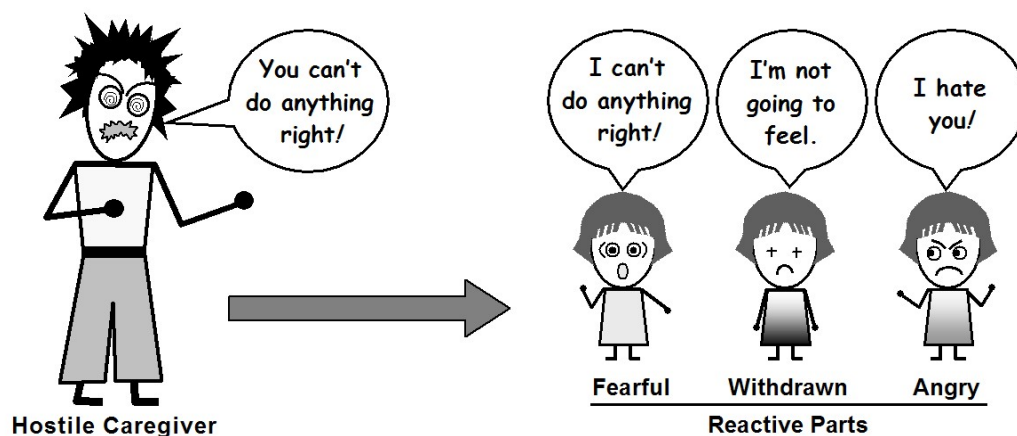 You can't
do anything
right!
I can't
do anything
right!
I'm not
going to
feel.
I hate
you!
Fearful
Withdrawn
Angry
Hostile Caregiver
Reactive Parts